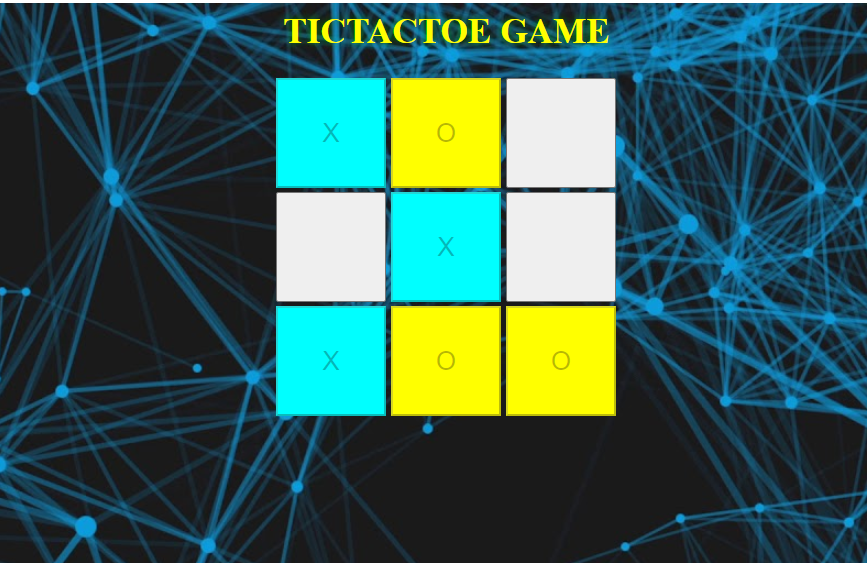 TICTACTOE GAME
X O
X
X O O